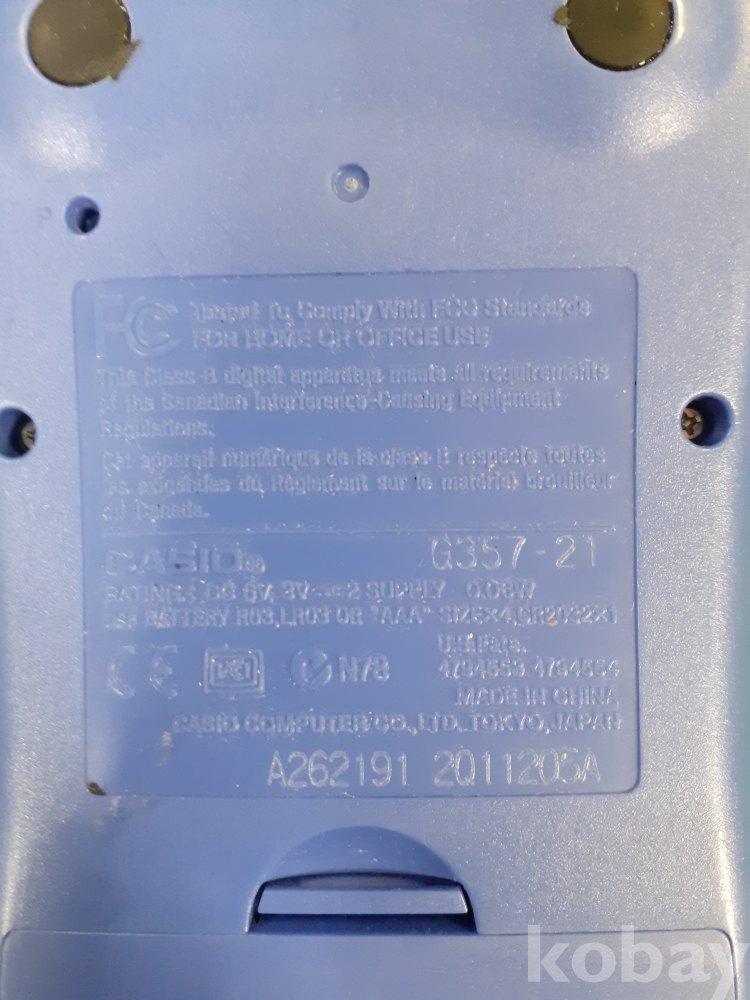 FC Tested To Comply With FCC Standards
FOR HOME OR OFFICE USE
This Class B digital apparatus meets all requirements
of the Canadian Interference-Causing Equipment
Regulations.
Cet appareil numérique de la classe B respecte toutes
les exigences du Règlement sur le matériel brouilleur
du Canada.
CASIO® G357-21
RATING: DC 6V, 3V 2 SUPPLY 0.06W
USE BATTERY R03,LR03 OR "AAA" SIZE×4,CR2032×1
U.S.Pats.
CE N78 4794553 4794554
MADE IN CHINA
CASIO COMPUTER CO.,LTD. TOKYO,JAPAN
A262191 2Q11205A
kobay